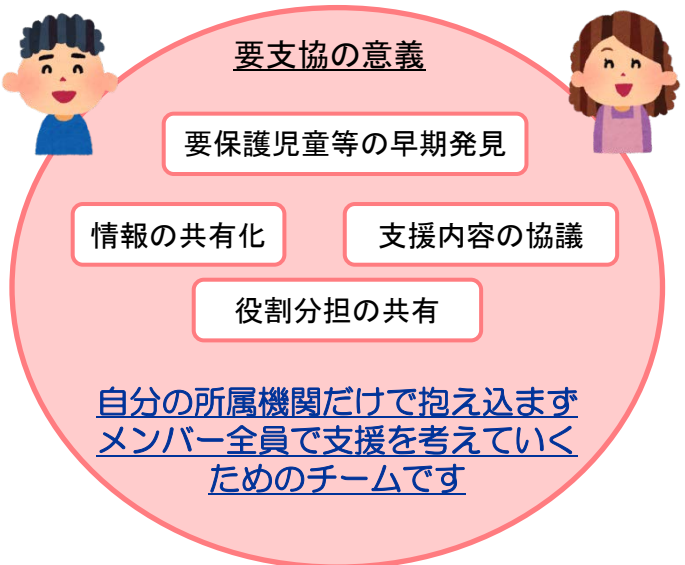 要支協の意義
要保護児童等の早期発見
情報の共有化
支援内容の協議
役割分担の共有
自分の所属機関だけで抱え込まず
メンバー全員で支援を考えていく
ためのチームです